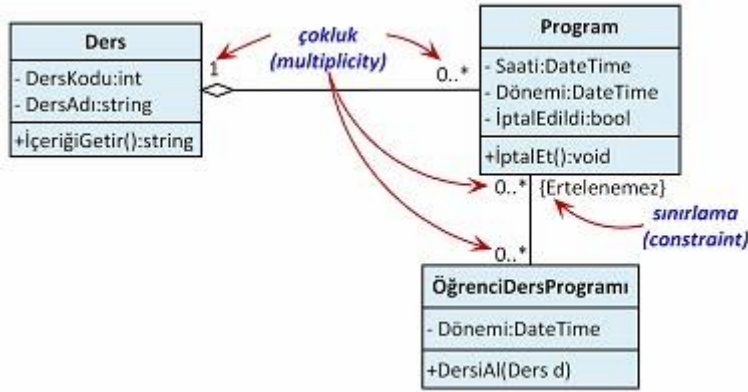 Ders
- DersKodu:int
- DersAdı:string
+İçeriğiGetir():string
çokluk
(multiplicity)
1
0..*
Program
- Saati:DateTime
- Dönemi:DateTime
- İptalEdildi:bool
+İptalEt():void
0..*
{Ertelenemez}
sınırlama
(constraint)
0..*
ÖğrenciDersProgramı
- Dönemi:DateTime
+DersiAl(Ders d)